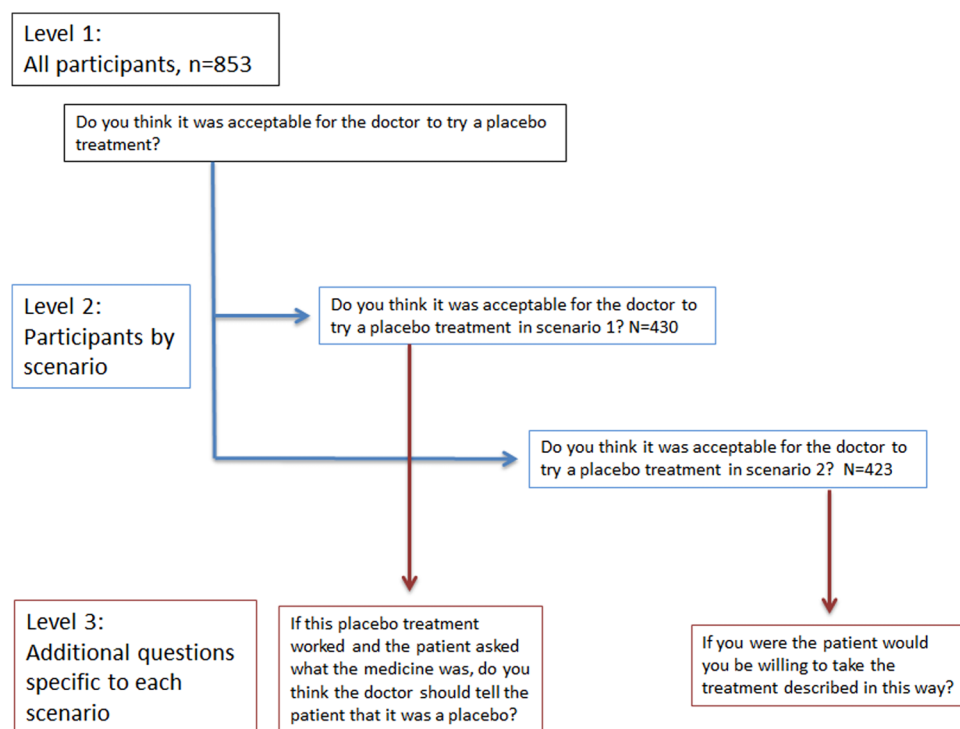 Level 1:
All participants, n=853
Do you think it was acceptable for the doctor to try a placebo
treatment?
Level 2:
Participants by
scenario
Do you think it was acceptable for the doctor to
try a placebo treatment in scenario 1? N=430
Do you think it was acceptable for the doctor to
try a placebo treatment in scenario 2?  N=423
Level 3:
Additional questions
specific to each
scenario
If this placebo treatment
worked and the patient asked
what the medicine was, do you
think the doctor should tell the
patient that it was a placebo?
If you were the patient would
you be willing to take the
treatment described in this way?